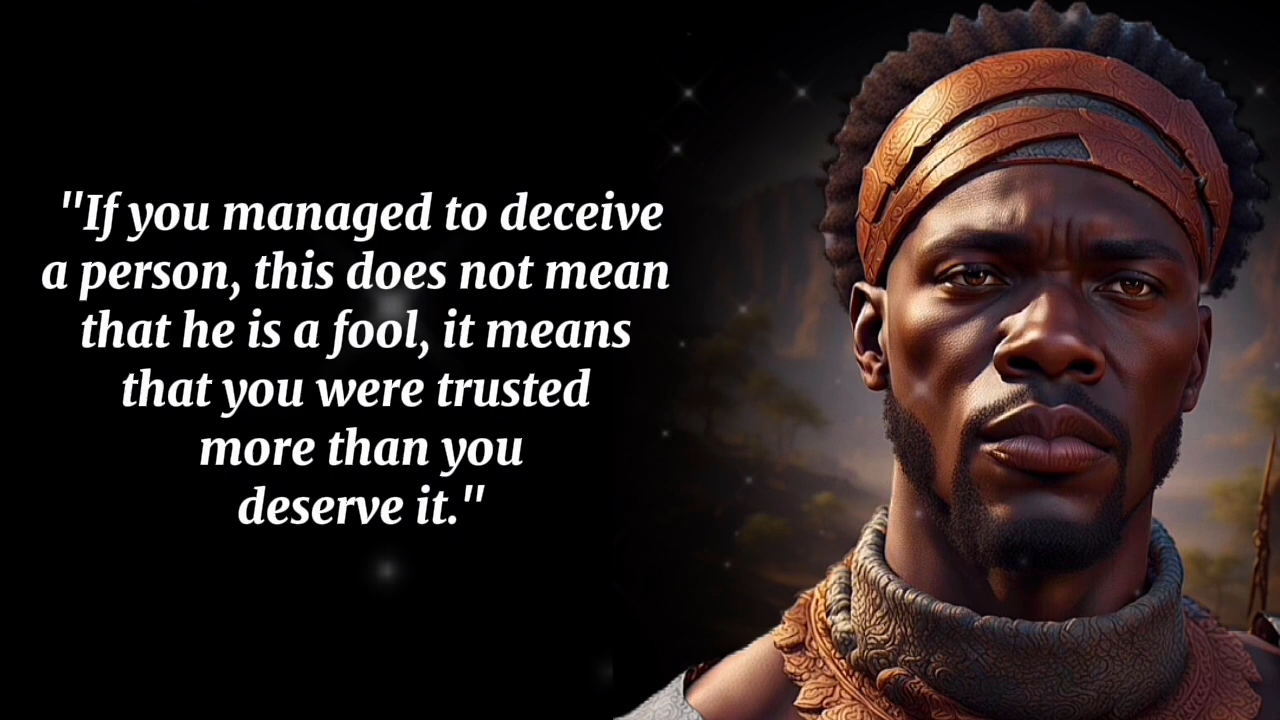 "If you managed to deceive
a person, this does not mean
that he is a fool, it means
that you were trusted
more than you
deserve it."